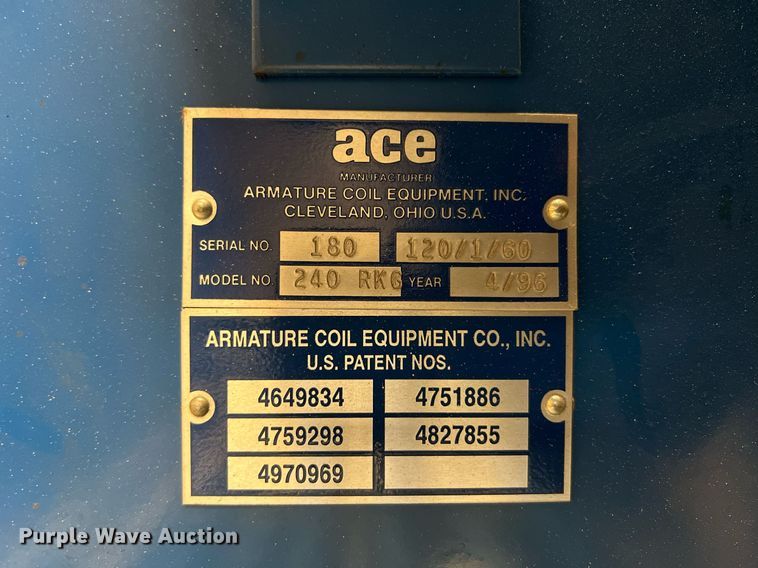 ace
MANUFACTURER
ARMATURE COIL EQUIPMENT, INC.
CLEVELAND, OHIO U.S.A.
SERIAL NO. 180 120/1/60
MODEL NO. 240 RKG YEAR 4/96
ARMATURE COIL EQUIPMENT CO., INC.
U.S. PATENT NOS.
4649834 4751886
4759298 4827855
4970969
Purple Wave Auction